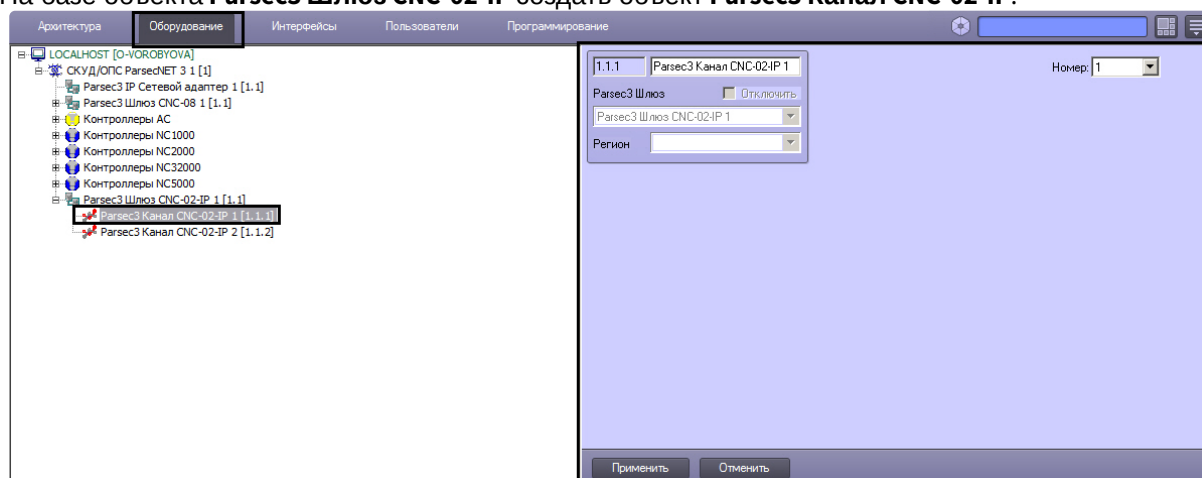 На базе объекта Parsec3 Шлюз CNC-02-IP создать объект Parsec3 Канал CNC-02-IP.
Архитектура Оборудование Интерфейсы Пользователи Программирование
LOCALHOST [O-VOROBYOVA]
СКУД/ОПС ParsecNET 3 1 [1]
Parsec3 IP Сетевой адаптер 1 [1.1]
Parsec3 Шлюз CNC-08 1 [1.1]
Контроллеры AC
Контроллеры NC1000
Контроллеры NC2000
Контроллеры NC32000
Контроллеры NC5000
Parsec3 Шлюз CNC-02-IP 1 [1.1]
Parsec3 Канал CNC-02-IP 1 [1.1.1]
Parsec3 Канал CNC-02-IP 2 [1.1.2]
1.1.1 Parsec3 Канал CNC-02-IP 1
Номер: 1
Parsec3 Шлюз Отключить
Parsec3 Шлюз CNC-02-IP 1
Регион
Применить Отменить